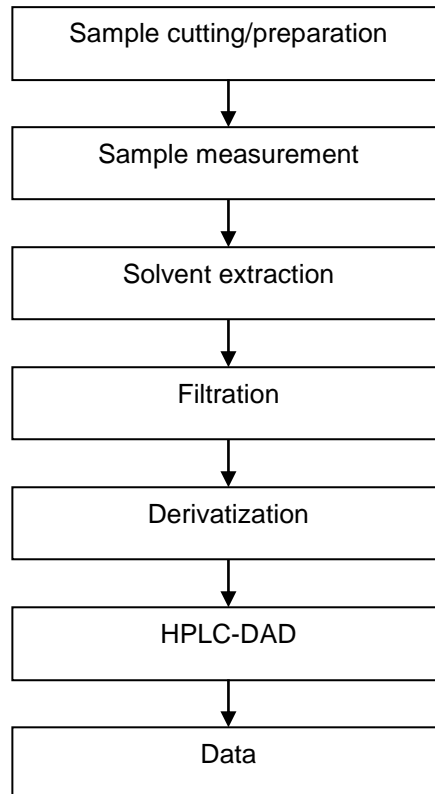 Sample cutting/preparation
Sample measurement
Solvent extraction
Filtration
Derivatization
HPLC-DAD
Data